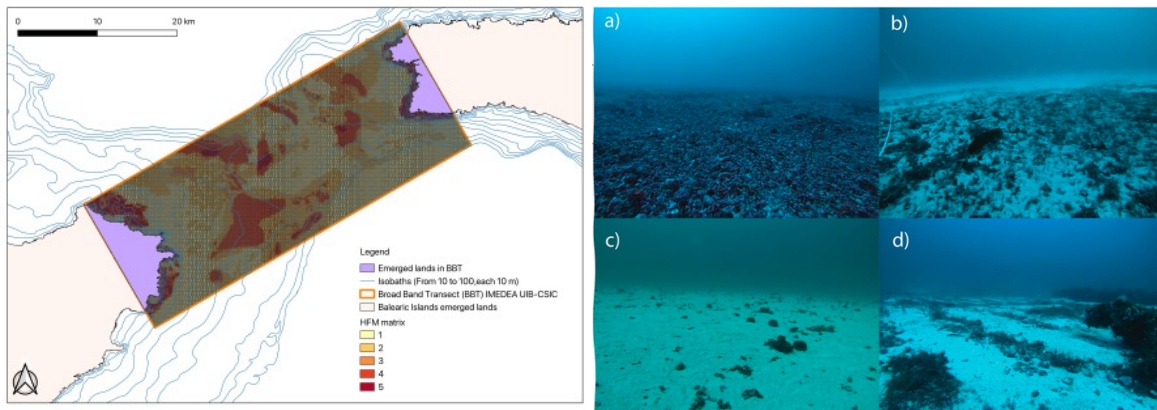 0 10 20 km
Legend
Emerged lands in BBT
Isobaths (From 10 to 100,each 10 m)
Broad Band Transect (BBT) IMEDEA UIB-CSIC
Balearic Islands emerged lands
HFM matrix
1
2
3
4
5
a)
b)
c)
d)